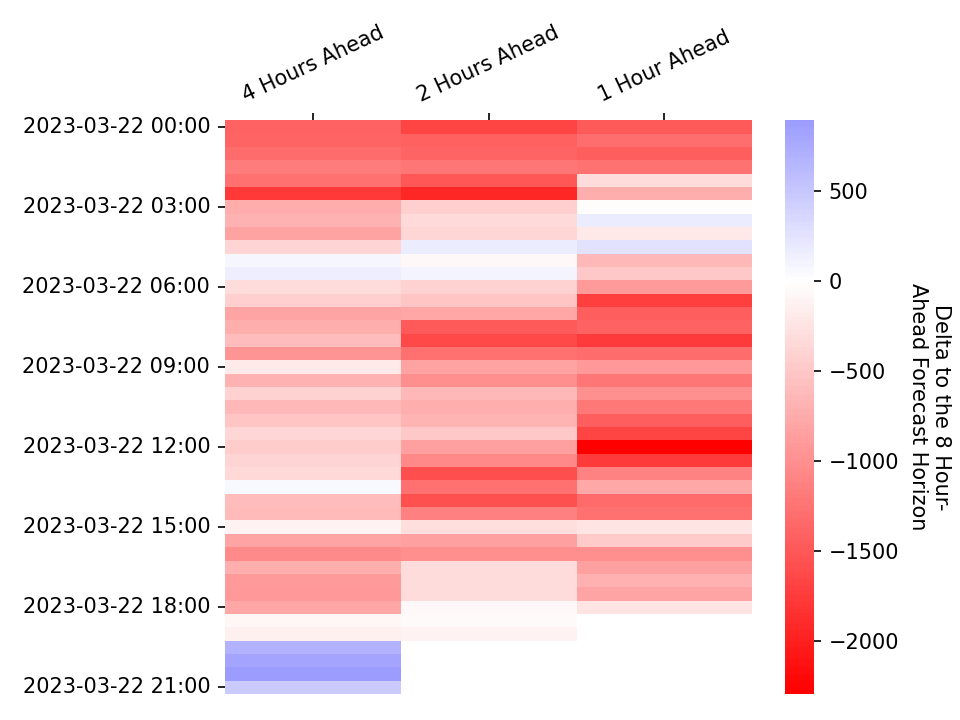 4 Hours Ahead
2 Hours Ahead
1 Hour Ahead
2023-03-22 00:00
2023-03-22 03:00
2023-03-22 06:00
2023-03-22 09:00
2023-03-22 12:00
2023-03-22 15:00
2023-03-22 18:00
2023-03-22 21:00
500
0
−500
−1000
−1500
−2000
Delta to the 8 Hour-
Ahead Forecast Horizon